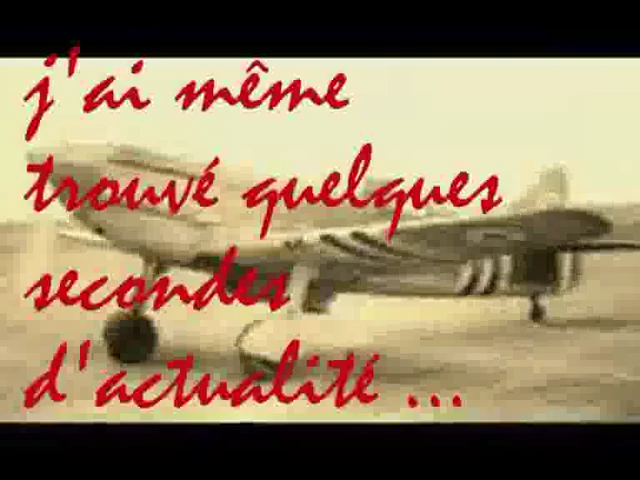 j'ai même
trouvé quelques
secondes
d'actualité ...